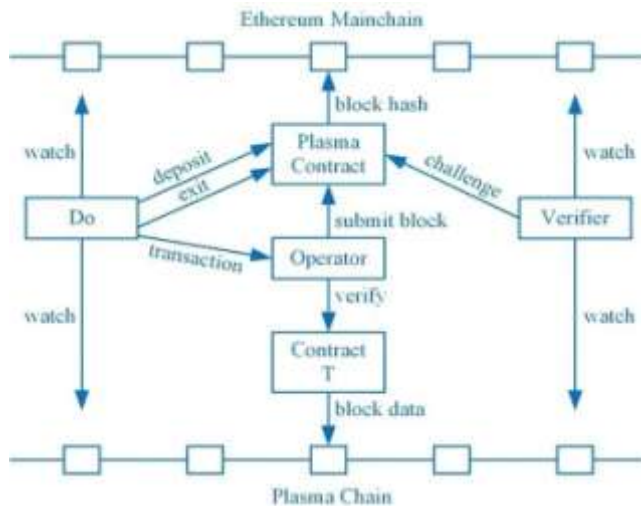 Ethereum Mainchain
block hash
watch
deposit
exit
Plasma
Contract
challenge
watch
Do
Verifier
submit block
transaction
Operator
watch
verify
watch
Contract
T
block data
Plasma Chain